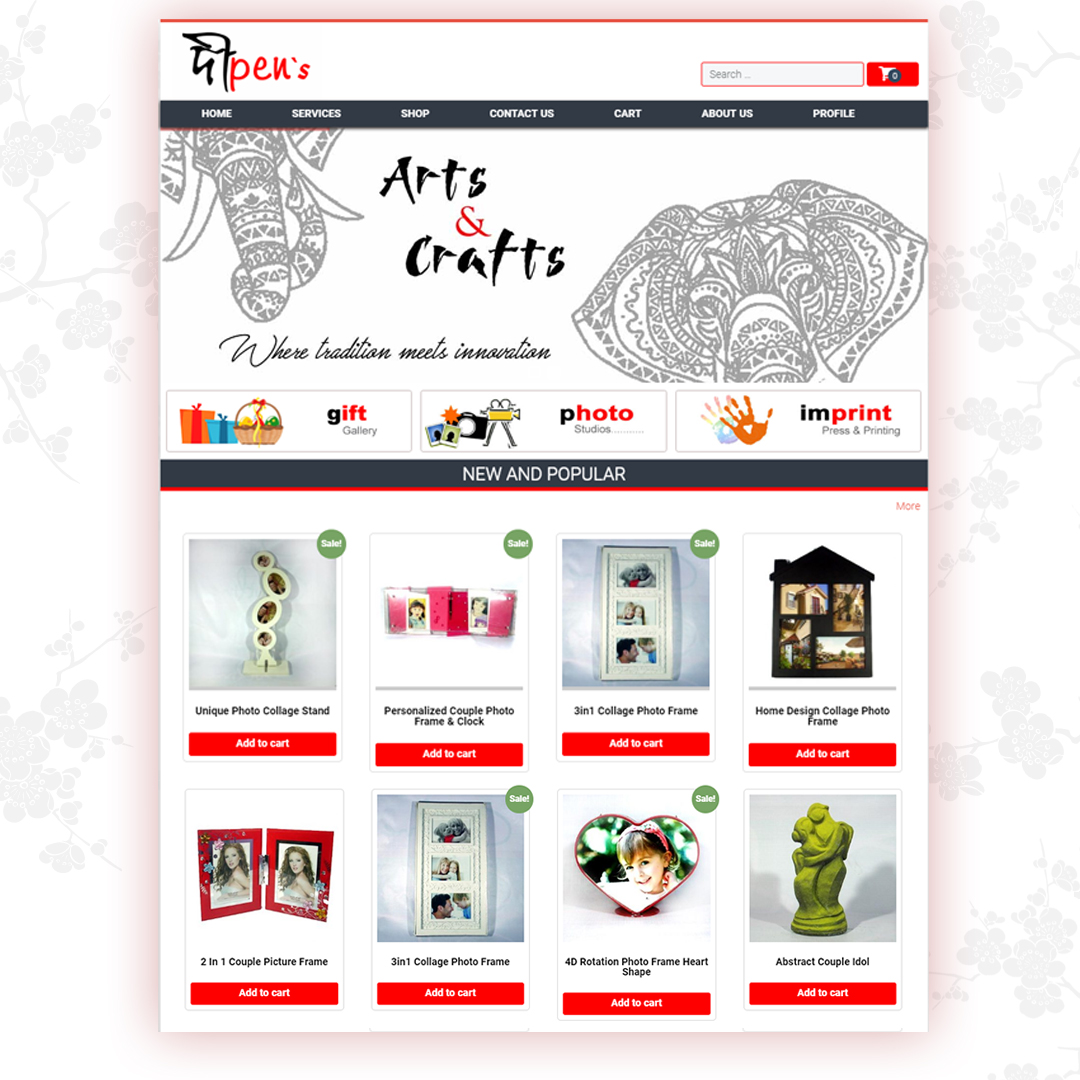 दीpen`s
Search ...
0
HOME SERVICES SHOP CONTACT US CART ABOUT US PROFILE
Arts
&
Crafts
Where tradition meets innovation
gift
Gallery
photo
Studios............
imprint
Press & Printing
NEW AND POPULAR
More
Sale!
Sale!
Sale!
Unique Photo Collage Stand
Add to cart
Personalized Couple Photo
Frame & Clock
Add to cart
3in1 Collage Photo Frame
Add to cart
Home Design Collage Photo
Frame
Add to cart
Sale!
Sale!
2 In 1 Couple Picture Frame
Add to cart
3in1 Collage Photo Frame
Add to cart
4D Rotation Photo Frame Heart
Shape
Add to cart
Abstract Couple Idol
Add to cart